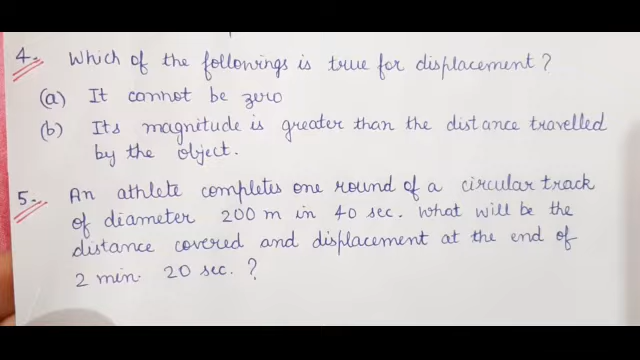 4. Which of the followings is true for displacement?
(a) It cannot be zero
(b) Its magnitude is greater than the distance travelled
by the object.
5. An athlete completes one round of a circular track
of diameter 200 m in 40 sec. What will be the
distance covered and displacement at the end of
2 min. 20 sec. ?